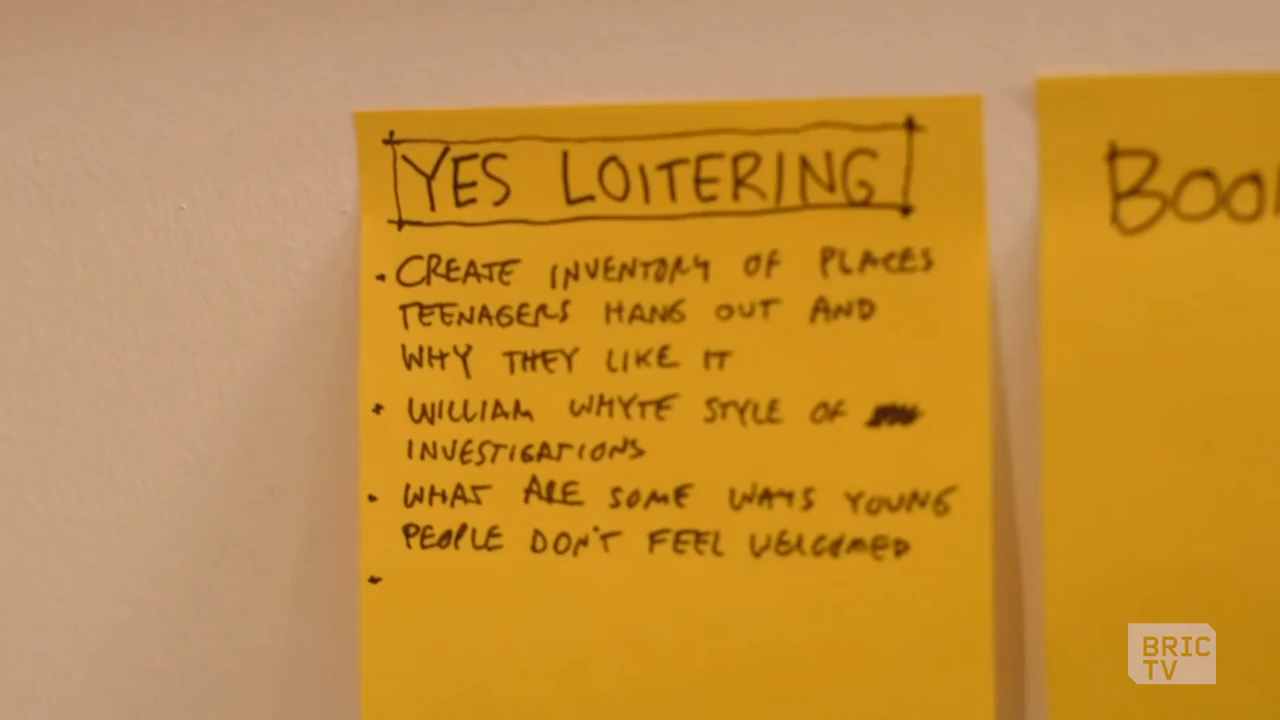 YES LOITERING
• CREATE INVENTORY OF PLACES
TEENAGERS HANG OUT AND
WHY THEY LIKE IT
• WILLIAM WHYTE STYLE OF
INVESTIGATIONS
• WHAT ARE SOME WAYS YOUNG
PEOPLE DON'T FEEL WELCOMED
•
BOO
BRIC
TV